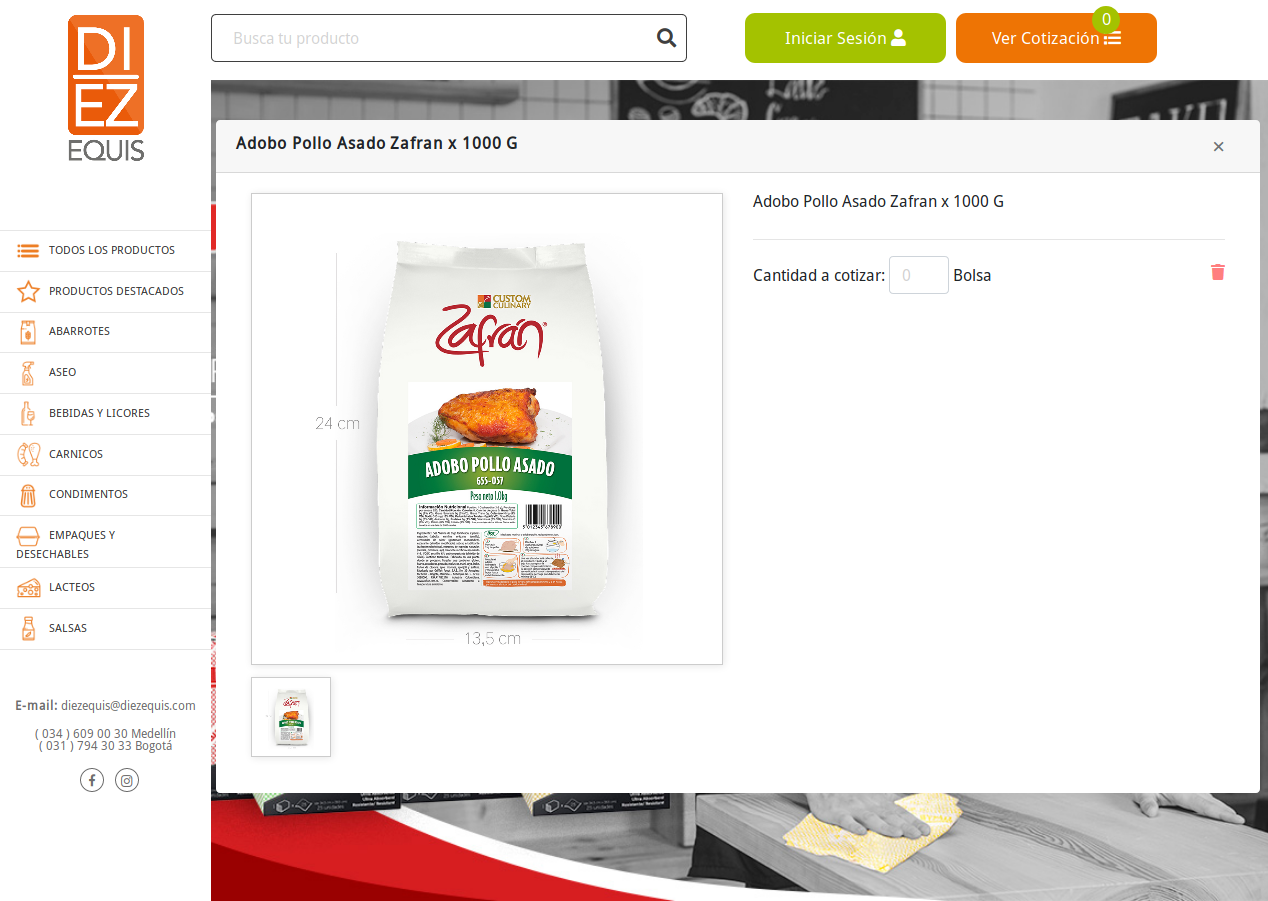 DI
EZ
EQUIS
Busca tu producto
Iniciar Sesión
Ver Cotización
0
Adobo Pollo Asado Zafran x 1000 G
×
TODOS LOS PRODUCTOS
PRODUCTOS DESTACADOS
ABARROTES
ASEO
BEBIDAS Y LICORES
CARNICOS
CONDIMENTOS
EMPAQUES Y
DESECHABLES
LACTEOS
SALSAS
E-mail: diezequis@diezequis.com
( 034 ) 609 00 30 Medellín
( 031 ) 794 30 33 Bogotá
CUSTOM
CULINARY
Zafrán
24 cm
ADOBO POLLO ASADO
655-057
Peso neto 1.0kg
Información Nutricional
13,5 cm
Adobo Pollo Asado Zafran x 1000 G
Cantidad a cotizar: 0 Bolsa